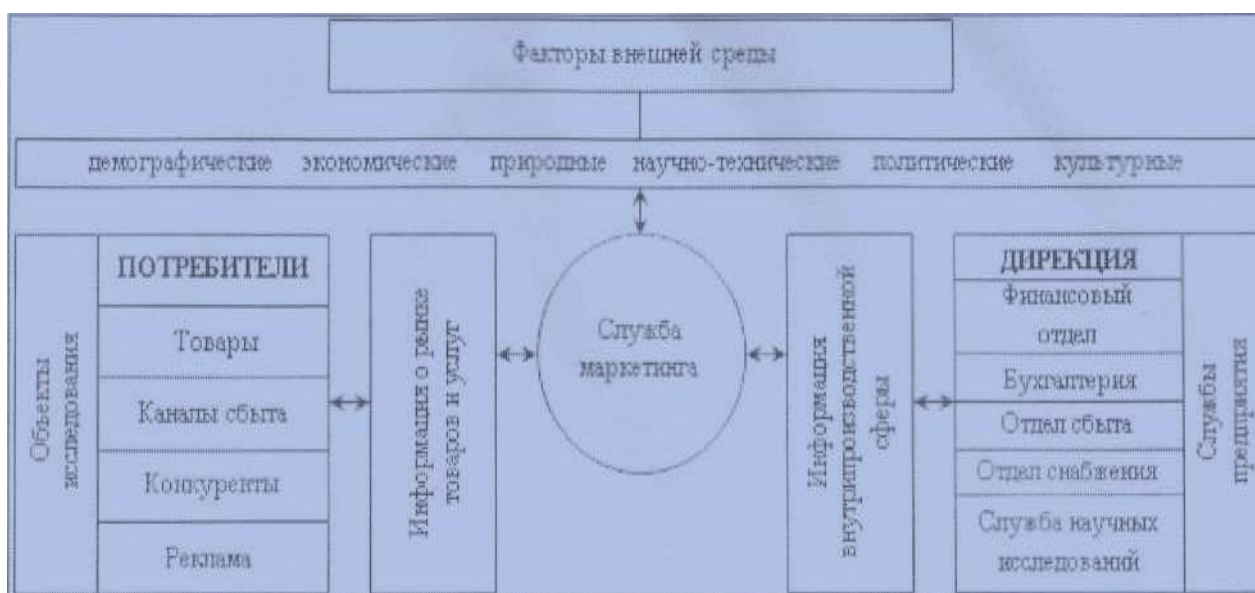 Факторы внешней среды
демографические экономические природные научно-технические политические культурные
Объекты
исследования
ПОТРЕБИТЕЛИ
Товары
Каналы сбыта
Конкуренты
Реклама
Информация о рынке
товаров и услуг
Служба
маркетинга
Информация
внутрипроизводственной
сферы
ДИРЕКЦИЯ
Финансовый
отдел
Бухгалтерия
Отдел сбыта
Отдел снабжения
Служба научных
исследований
Службы
предприятия